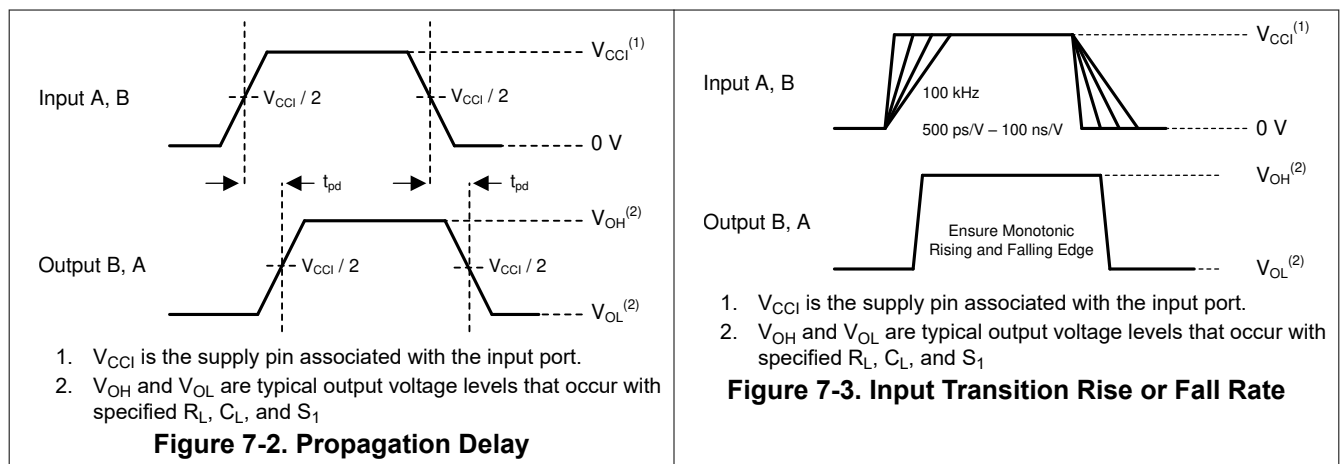 V_CCI^(1)
Input A, B
V_CCI / 2
V_CCI / 2
0 V
t_pd
t_pd
V_OH^(2)
Output B, A
V_CCI / 2
V_CCI / 2
V_OL^(2)
1. V_CCI is the supply pin associated with the input port.
2. V_OH and V_OL are typical output voltage levels that occur with
specified R_L, C_L, and S_1
Figure 7-2. Propagation Delay
V_CCI^(1)
Input A, B
100 kHz
500 ps/V – 100 ns/V
0 V
V_OH^(2)
Output B, A
Ensure Monotonic
Rising and Falling Edge
V_OL^(2)
1. V_CCI is the supply pin associated with the input port.
2. V_OH and V_OL are typical output voltage levels that occur with
specified R_L, C_L, and S_1
Figure 7-3. Input Transition Rise or Fall Rate